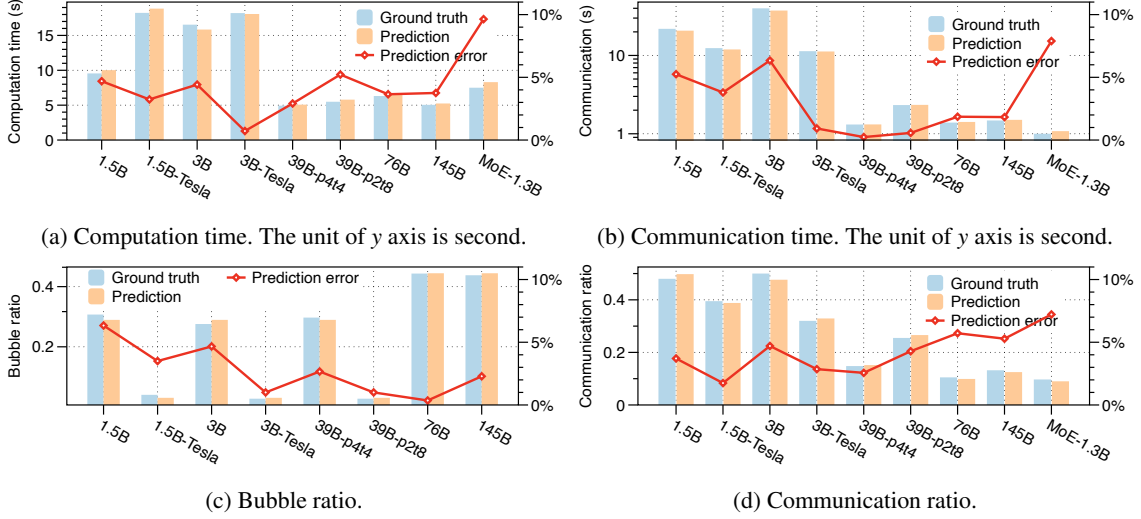 Computation time (s)
15
10
5
0
Ground truth
Prediction
Prediction error
10%
5%
0%
1.5B
1.5B-Tesla
3B
3B-Tesla
39B-p4t4
39B-p2t8
76B
145B
MoE-1.3B
(a) Computation time. The unit of y axis is second.
Communication (s)
10
1
Ground truth
Prediction
Prediction error
10%
5%
0%
1.5B
1.5B-Tesla
3B
3B-Tesla
39B-p4t4
39B-p2t8
76B
145B
MoE-1.3B
(b) Communication time. The unit of y axis is second.
Bubble ratio
0.4
0.2
Ground truth
Prediction
Prediction error
10%
5%
0%
1.5B
1.5B-Tesla
3B
3B-Tesla
39B-p4t4
39B-p2t8
76B
145B
(c) Bubble ratio.
Communication ratio
0.4
0.2
0
Ground truth
Prediction
Prediction error
10%
5%
0%
1.5B
1.5B-Tesla
3B
3B-Tesla
39B-p4t4
39B-p2t8
76B
145B
MoE-1.3B
(d) Communication ratio.